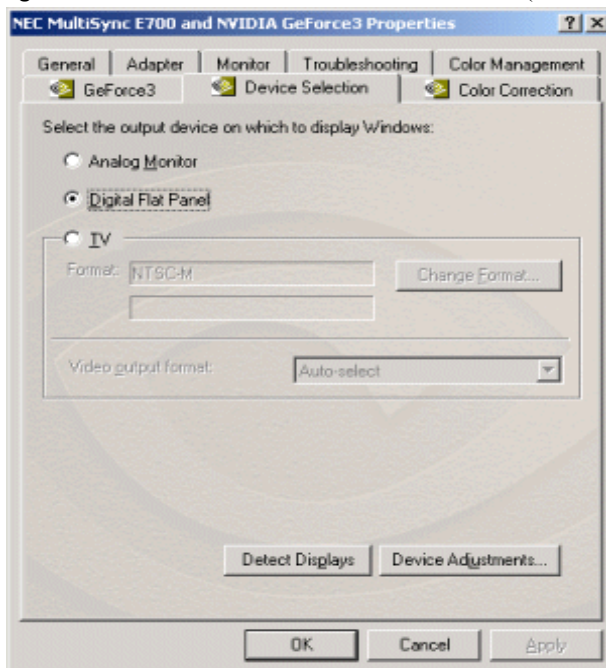 NEC MultiSync E700 and NVIDIA GeForce3 Properties ? X
General Adapter Monitor Troubleshooting Color Management
GeForce3 Device Selection Color Correction
Select the output device on which to display Windows:
Analog Monitor
Digital Flat Panel
TV
Format: NTSC-M Change Format...
Video output format: Auto-select
Detect Displays Device Adjustments...
OK Cancel Apply